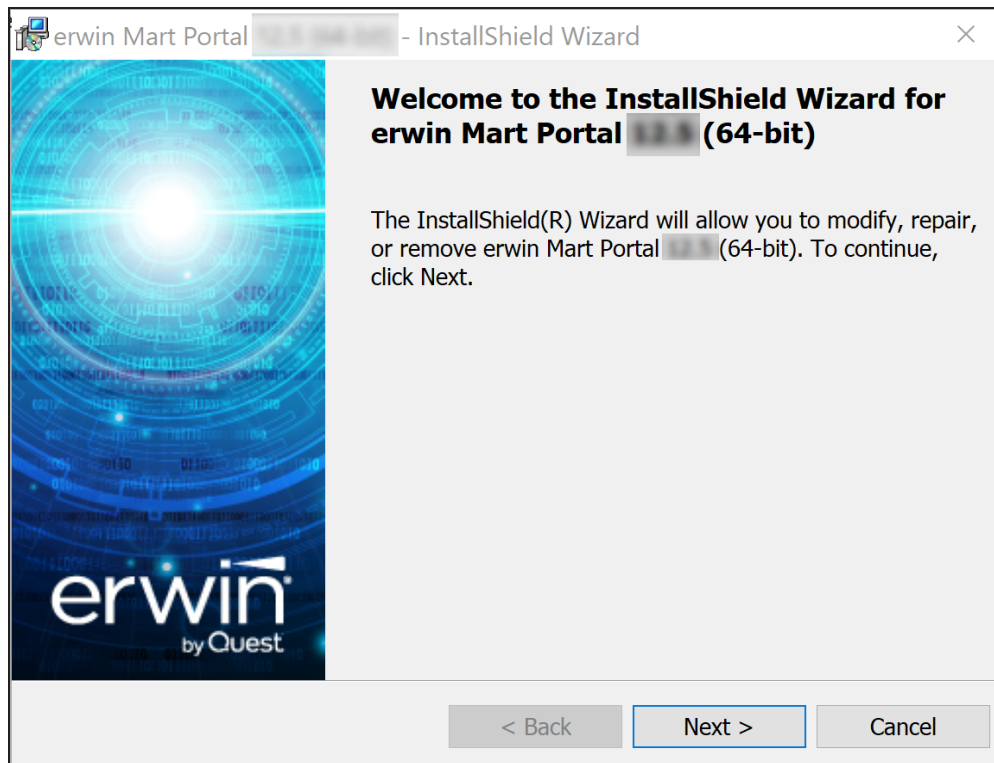 erwin Mart Portal - InstallShield Wizard
Welcome to the InstallShield Wizard for
erwin Mart Portal (64-bit)
The InstallShield(R) Wizard will allow you to modify, repair,
or remove erwin Mart Portal (64-bit). To continue,
click Next.
erwin
by Quest
< Back
Next >
Cancel